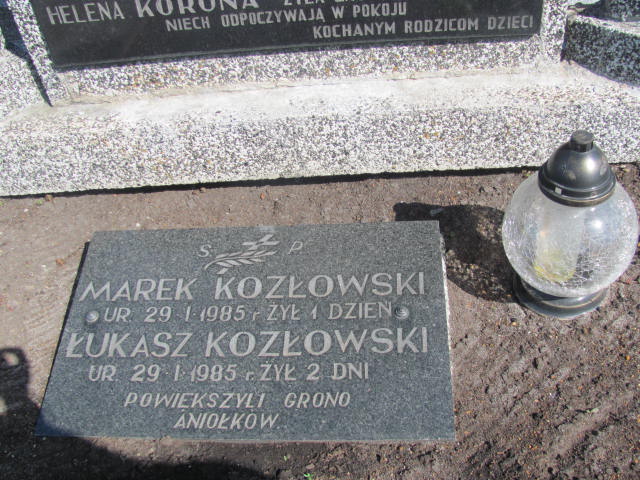 HELENA KORONA ŻYŁA
NIECH ODPOCZYWAJĄ W POKOJU
KOCHANYM RODZICOM DZIECI
Ś P
MAREK KOZŁOWSKI
UR. 29·I·1985 r. ŻYŁ 1 DZIEŃ
ŁUKASZ KOZŁOWSKI
UR. 29·I·1985 r. ŻYŁ 2 DNI
POWIĘKSZYLI GRONO
ANIOŁKÓW.